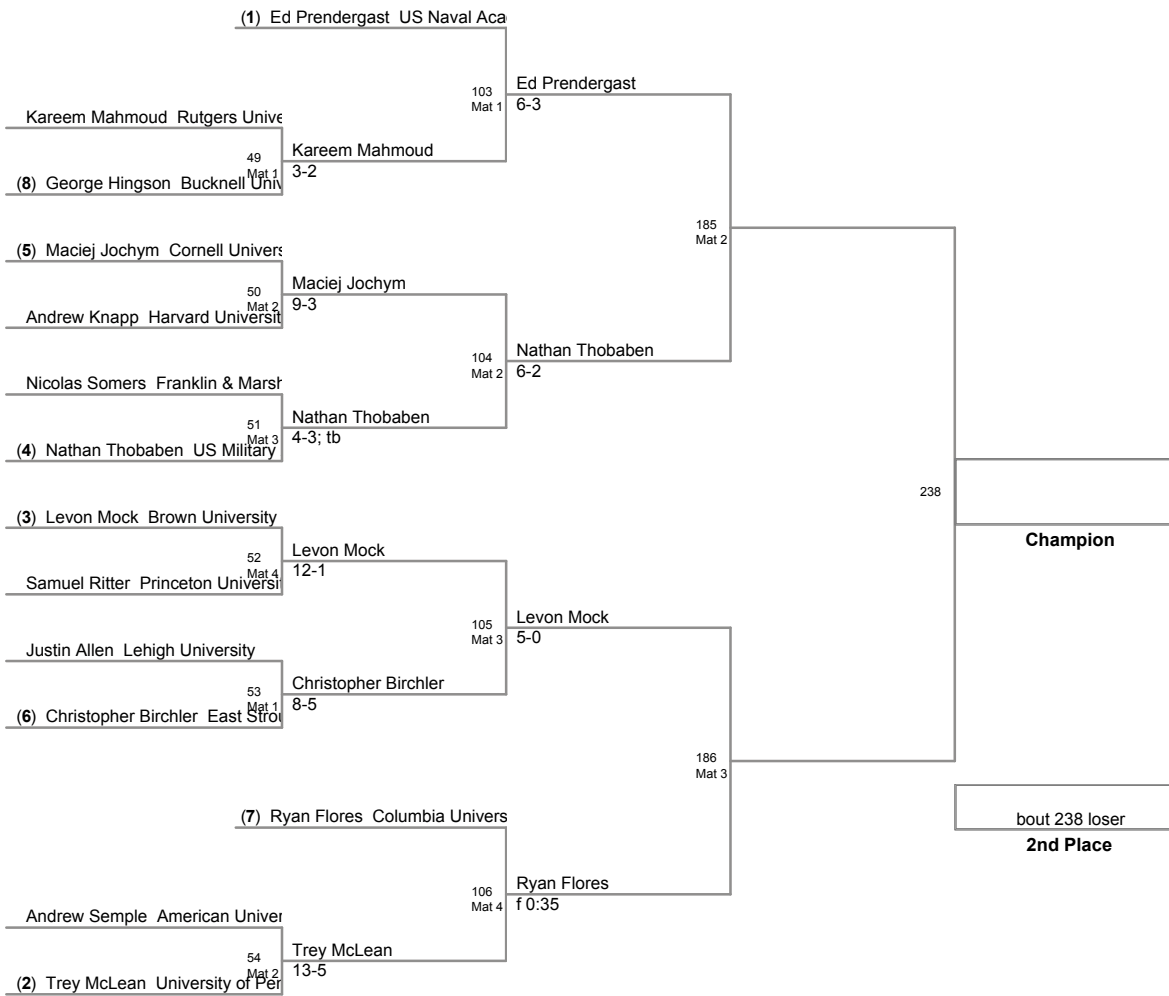 (1) Ed Prendergast US Naval Aca
103
Mat 1
Ed Prendergast
6-3
Kareem Mahmoud Rutgers Unive
49
Mat 1
Kareem Mahmoud
3-2
(8) George Hingson Bucknell Univ
185
Mat 2
(5) Maciej Jochym Cornell Univers
50
Mat 2
Maciej Jochym
9-3
Andrew Knapp Harvard Universit
104
Mat 2
Nathan Thobaben
6-2
Nicolas Somers Franklin & Marsh
51
Mat 3
Nathan Thobaben
4-3; tb
(4) Nathan Thobaben US Military
238
Champion
(3) Levon Mock Brown University
52
Mat 4
Levon Mock
12-1
Samuel Ritter Princeton Universit
105
Mat 3
Levon Mock
5-0
Justin Allen Lehigh University
53
Mat 1
Christopher Birchler
8-5
(6) Christopher Birchler East Strou
186
Mat 3
bout 238 loser
2nd Place
(7) Ryan Flores Columbia Univers
106
Mat 4
Ryan Flores
f 0:35
Andrew Semple American Univer
54
Mat 2
Trey McLean
13-5
(2) Trey McLean University of Pen